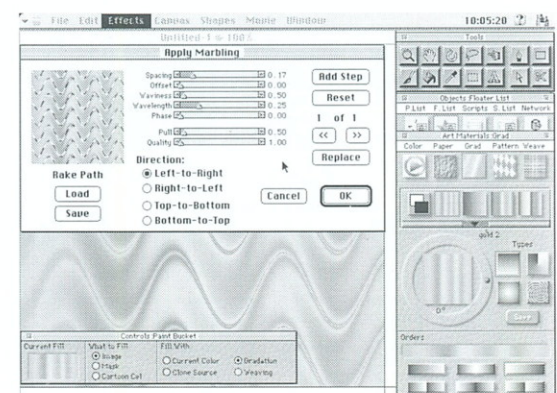 File Edit Effects Canvas Shapes Movie Window 10:05:20
Untitled-1 @ 100%
Apply Marbling
Spacing 0.17
Offset 0.00
Waviness 0.50
Wavelength 0.25
Phase 0.00
Pull 0.50
Quality 1.00
Add Step
Reset
1 of 1
<< >>
Replace
Rake Path
Load
Save
Direction:
Left-to-Right
Right-to-Left
Top-to-Bottom
Bottom-to-Top
Cancel
OK
Tools
Objects Floater List
P.List F.List Scripts S.List Network
Art Materials Grad
Color Paper Grad Pattern Weave
gold 2
Types
0°
Save
Orders
Controls Paint Bucket
Current Fill
What to Fill
Image
Mask
Cartoon Cel
Fill With
Current Color
Gradation
Clone Source
Weaving